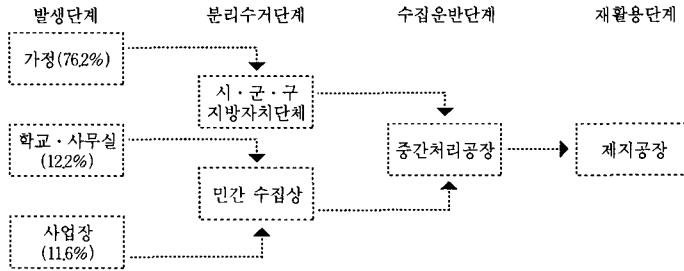 발생단계 분리수거단계 수집운반단계 재활용단계
가정(76.2%)
시·군·구
지방자치단체
학교·사무실
(12.2%)
중간처리공장
제지공장
민간 수집상
사업장
(11.6%)